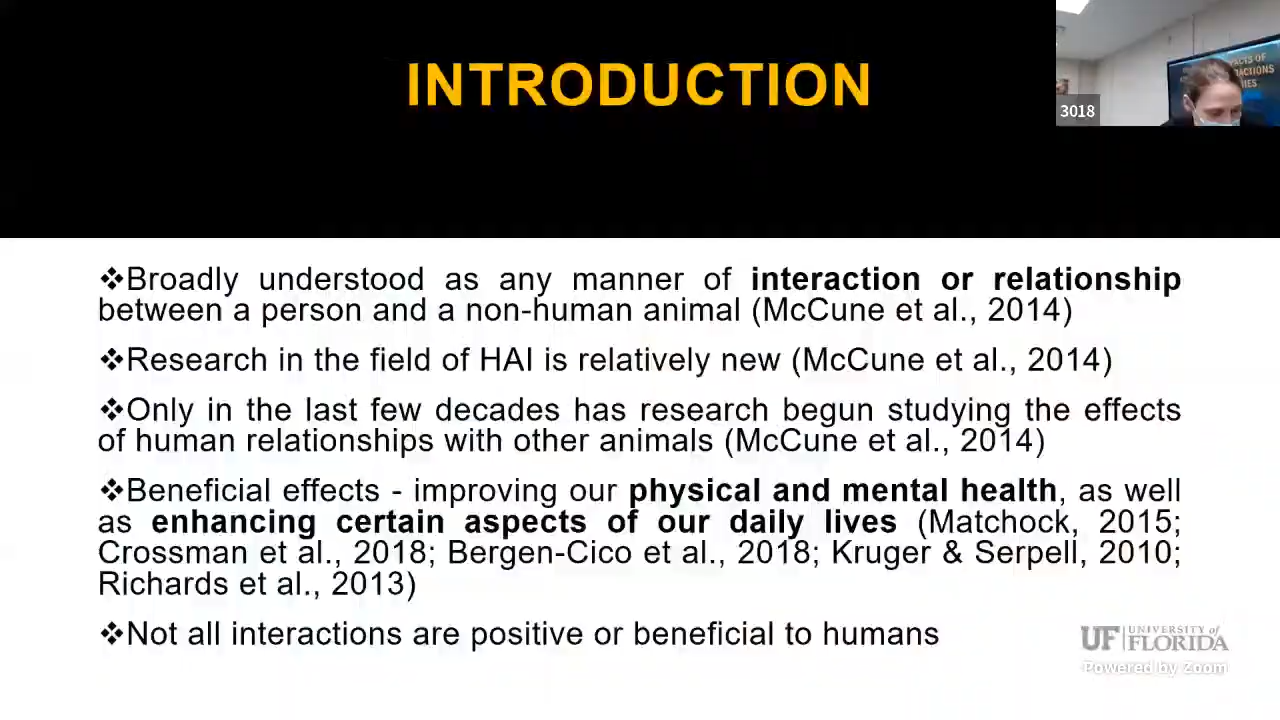 INTRODUCTION
3018
❖Broadly understood as any manner of interaction or relationship
between a person and a non-human animal (McCune et al., 2014)
❖Research in the field of HAI is relatively new (McCune et al., 2014)
❖Only in the last few decades has research begun studying the effects
of human relationships with other animals (McCune et al., 2014)
❖Beneficial effects - improving our physical and mental health, as well
as enhancing certain aspects of our daily lives (Matchock, 2015;
Crossman et al., 2018; Bergen-Cico et al., 2018; Kruger & Serpell, 2010;
Richards et al., 2013)
❖Not all interactions are positive or beneficial to humans
UF UNIVERSITY of
FLORIDA
Powered by Zoom